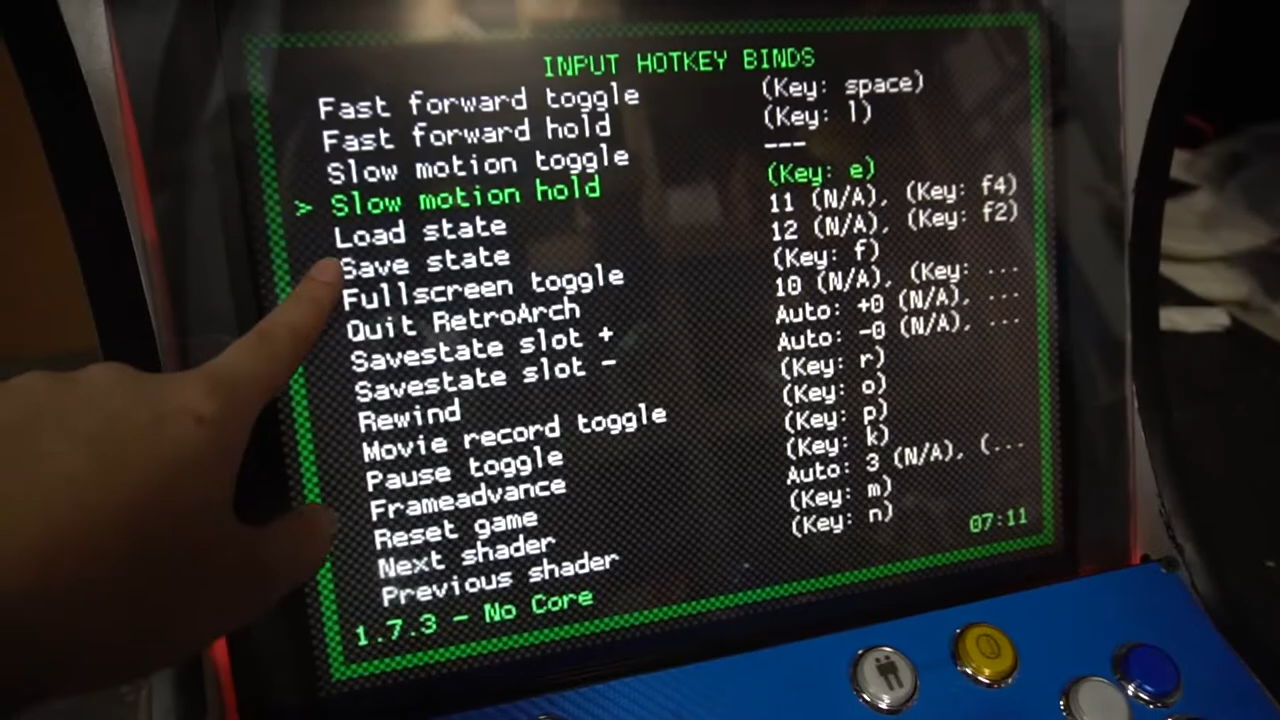 INPUT HOTKEY BINDS
Fast forward toggle (Key: space)
Fast forward hold (Key: l)
Slow motion toggle ---
> Slow motion hold (Key: e)
Load state 11 (N/A), (Key: f4)
Save state 12 (N/A), (Key: f2)
Fullscreen toggle (Key: f)
Quit RetroArch 10 (N/A), (Key: ...
Savestate slot + Auto: +0 (N/A), ...
Savestate slot - Auto: -0 (N/A), ...
Rewind (Key: r)
Movie record toggle (Key: o)
Pause toggle (Key: p)
Frameadvance (Key: k)
Reset game Auto: 3 (N/A), (...
Next shader (Key: m)
Previous shader (Key: n)
1.7.3 - No Core 07:11